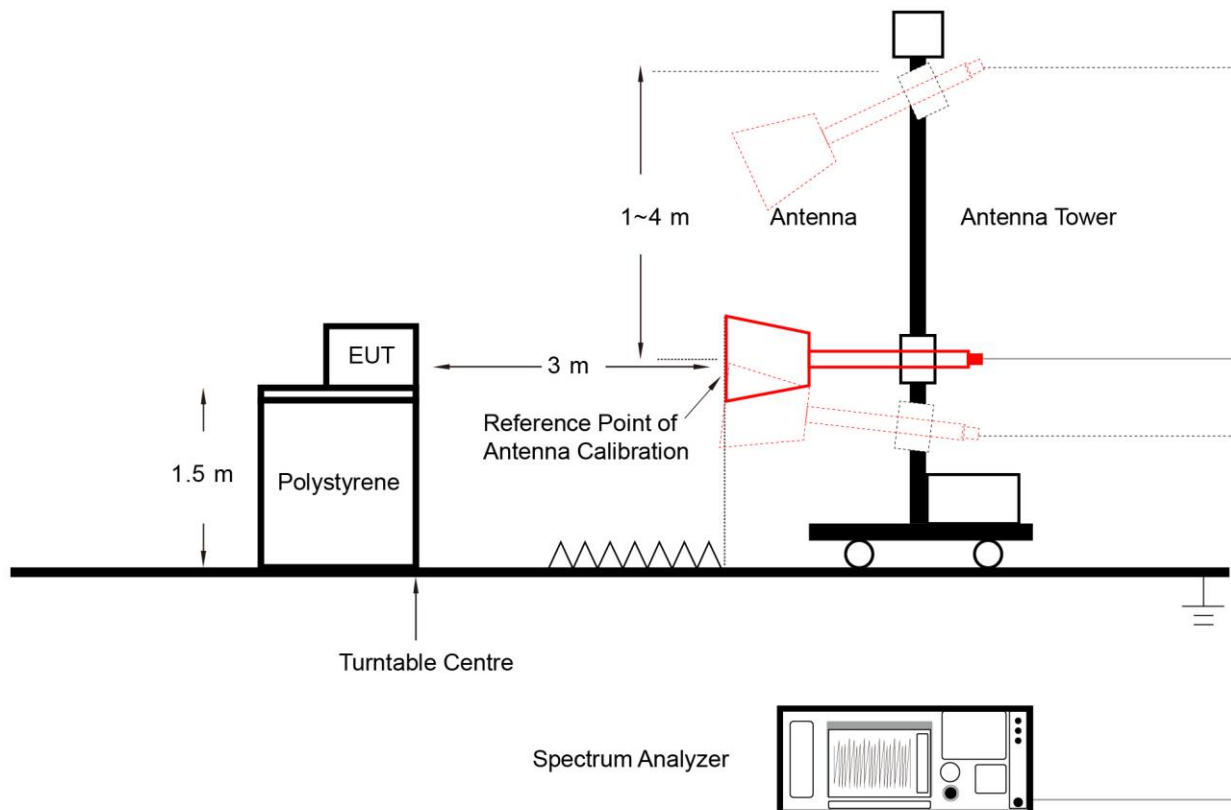 1~4 m
Antenna
Antenna Tower
EUT
3 m
Reference Point of
Antenna Calibration
1.5 m
Polystyrene
Turntable Centre
Spectrum Analyzer